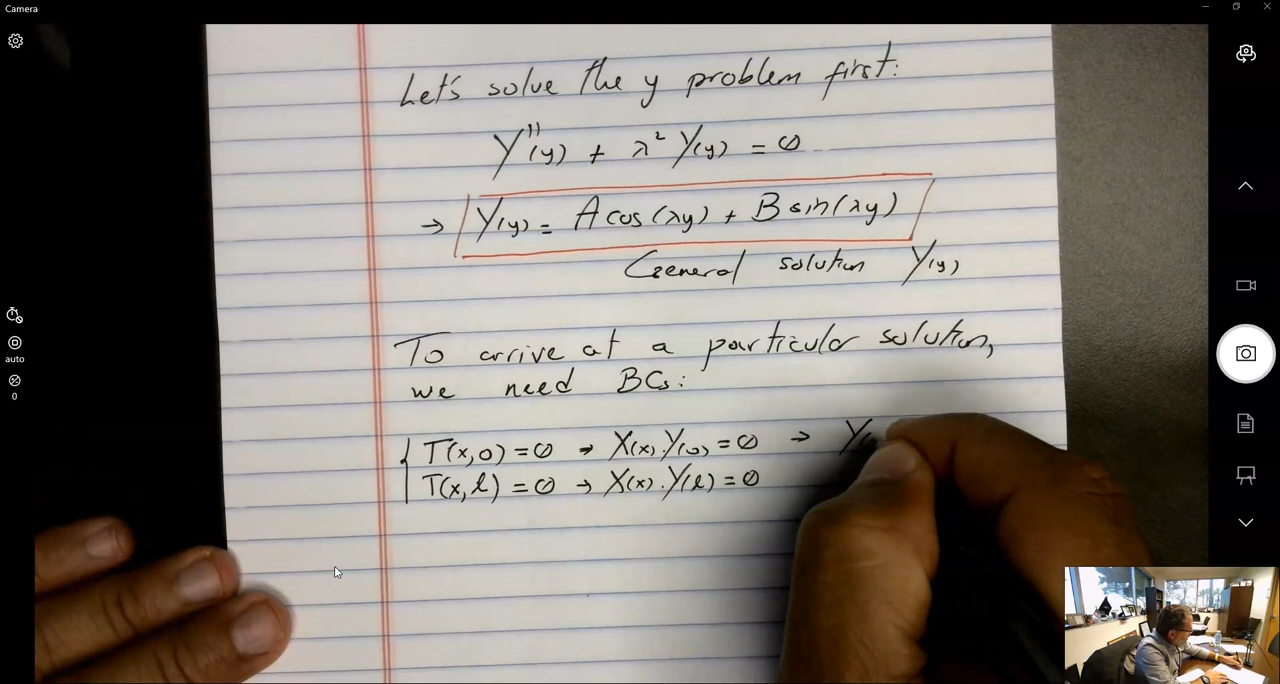 Camera
Let's solve the y problem first:
Y''(y) + λ² Y(y) = 0
→ Y(y) = A cos(λy) + B sin(λy)
General solution Y(y)
auto
0
To arrive at a particular solution,
we need BCs:
T(x,0) = 0 → X(x).Y(0) = 0 → Y(
T(x,l) = 0 → X(x).Y(l) = 0